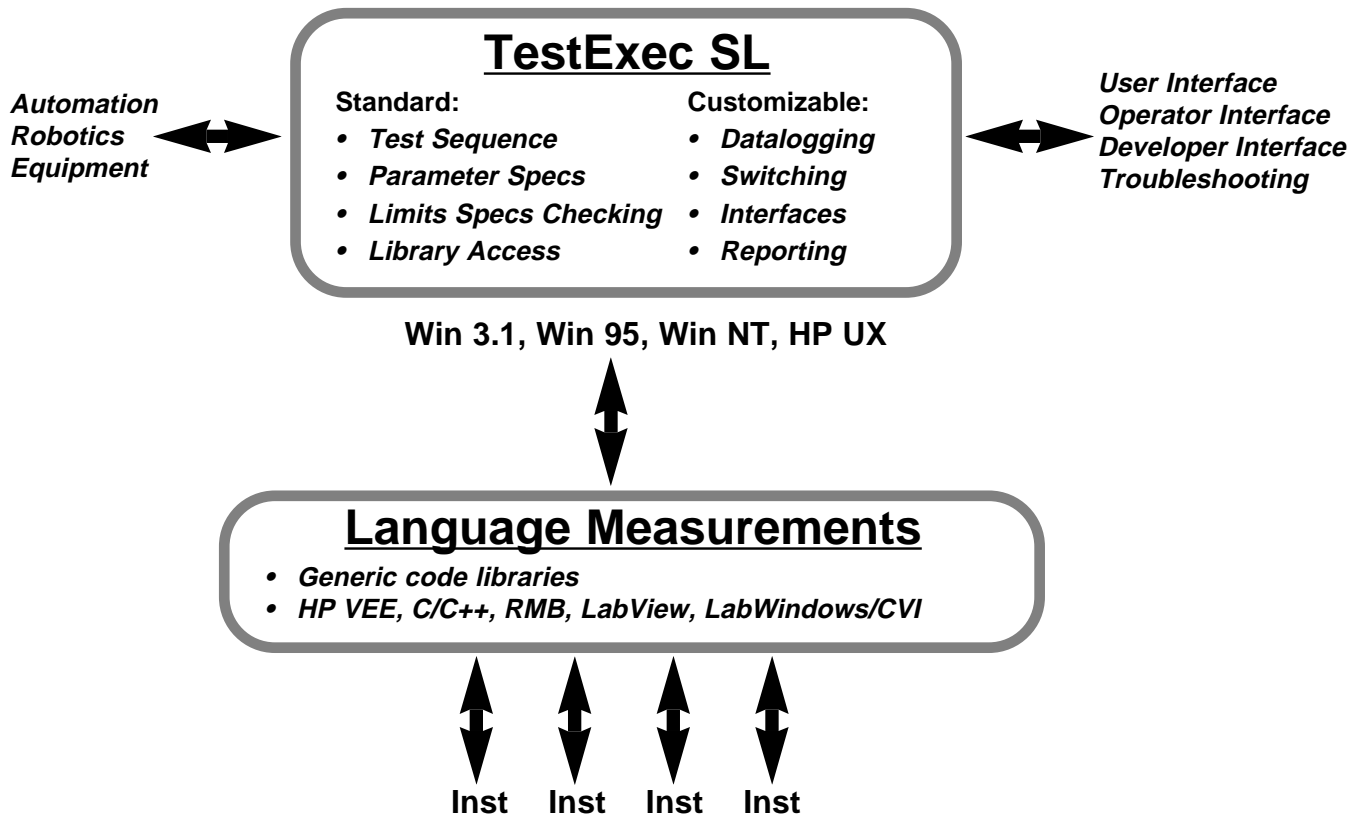 TestExec SL
Automation
Robotics
Equipment
Standard:
• Test Sequence
• Parameter Specs
• Limits Specs Checking
• Library Access
Customizable:
• Datalogging
• Switching
• Interfaces
• Reporting
User Interface
Operator Interface
Developer Interface
Troubleshooting
Win 3.1, Win 95, Win NT, HP UX
Language Measurements
• Generic code libraries
• HP VEE, C/C++, RMB, LabView, LabWindows/CVI
Inst Inst Inst Inst